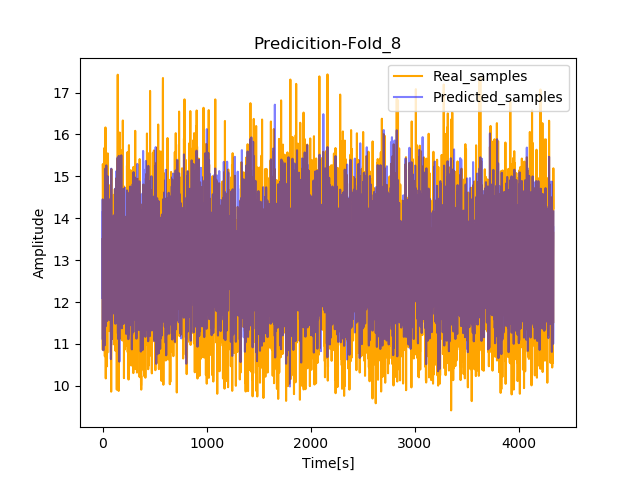 Predicition-Fold_8
Real_samples
Predicted_samples
17
16
15
14
13
12
11
10
Amplitude
0
1000
2000
3000
4000
Time[s]